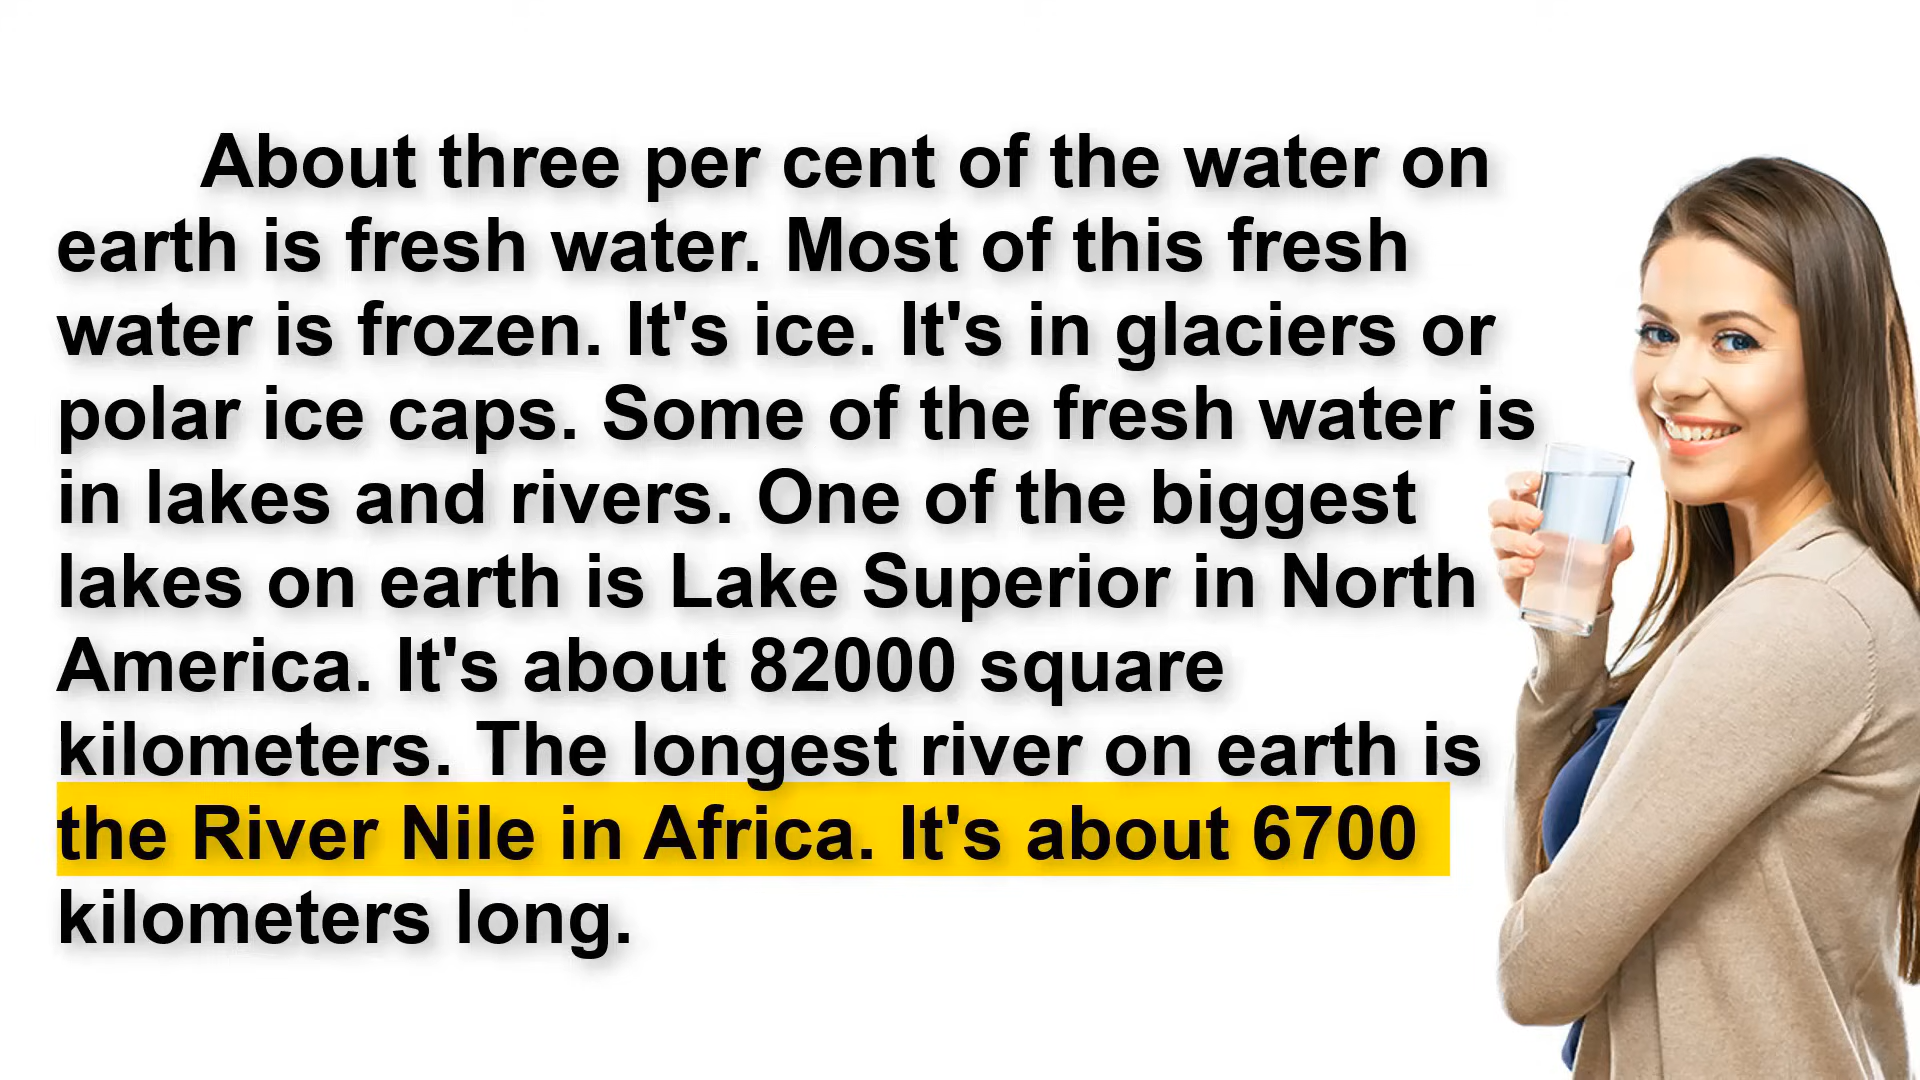 About three per cent of the water on
earth is fresh water. Most of this fresh
water is frozen. It's ice. It's in glaciers or
polar ice caps. Some of the fresh water is
in lakes and rivers. One of the biggest
lakes on earth is Lake Superior in North
America. It's about 82000 square
kilometers. The longest river on earth is
the River Nile in Africa. It's about 6700
kilometers long.